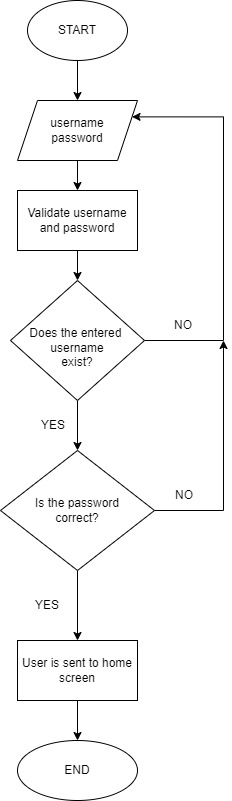 START
username
password
Validate username
and password
Does the entered
username
exist?
NO
YES
Is the password
correct?
NO
YES
User is sent to home
screen
END